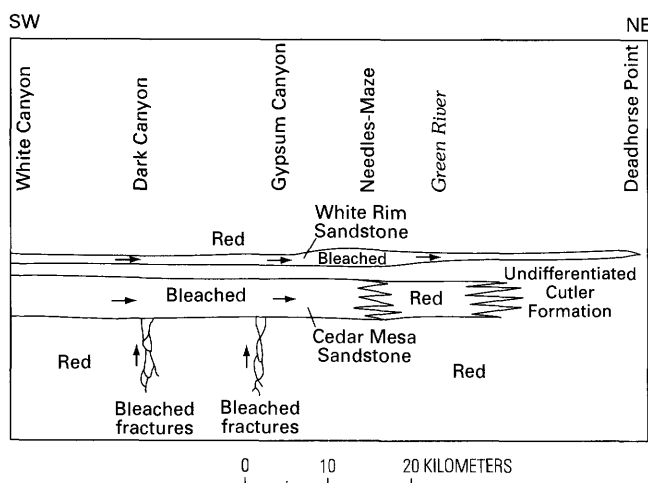 SW
NE
White Canyon
Dark Canyon
Gypsum Canyon
Needles-Maze
Green River
Deadhorse Point
Red
White Rim
Sandstone
Bleached
Bleached
Red
Undifferentiated
Cutler
Formation
Cedar Mesa
Sandstone
Red
Red
Bleached
fractures
Bleached
fractures
0 10 20 KILOMETERS